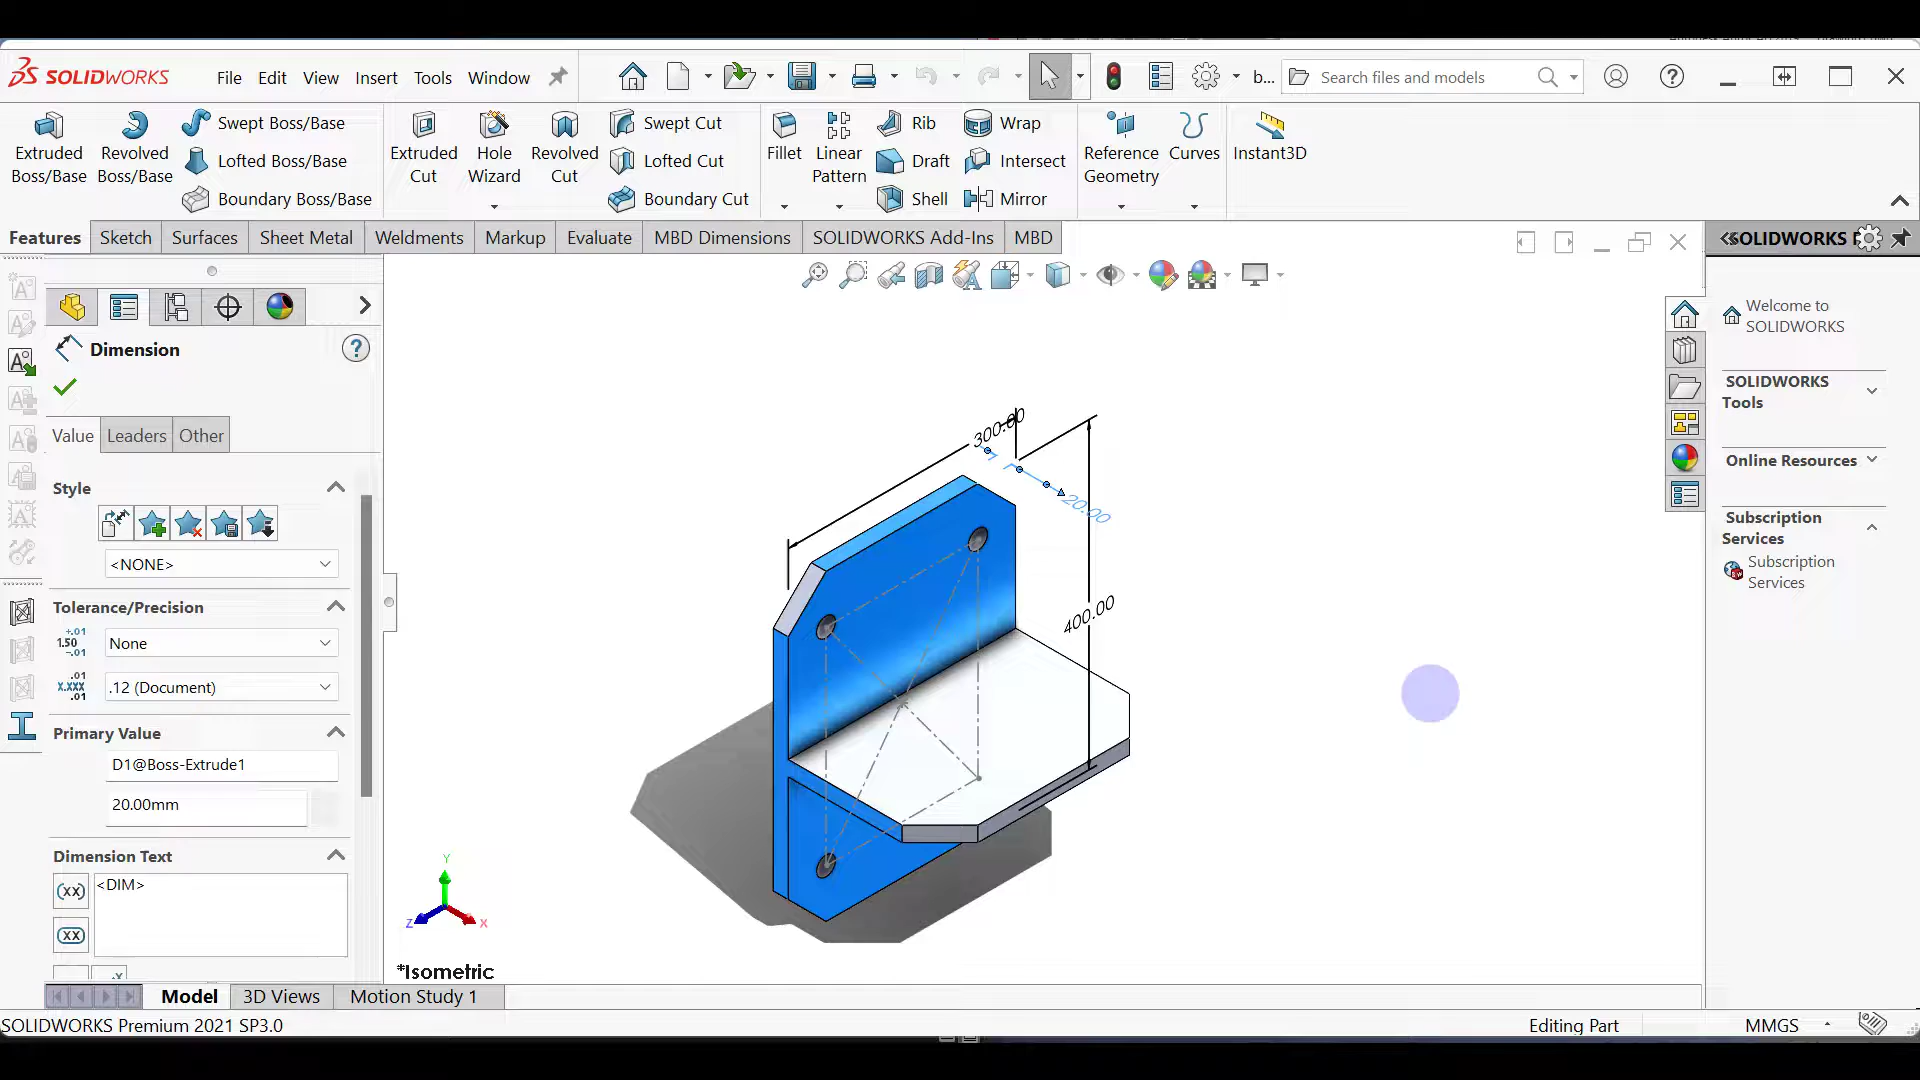 SOLIDWORKS File Edit View Insert Tools Window b... Search files and models
Extruded Boss/Base
Revolved Boss/Base
Swept Boss/Base
Lofted Boss/Base
Boundary Boss/Base
Extruded Cut
Hole Wizard
Revolved Cut
Swept Cut
Lofted Cut
Boundary Cut
Fillet
Linear Pattern
Rib
Draft
Shell
Wrap
Intersect
Mirror
Reference Geometry
Curves
Instant3D
Features Sketch Surfaces Sheet Metal Weldments Markup Evaluate MBD Dimensions SOLIDWORKS Add-Ins MBD
SOLIDWORKS
Dimension
Value Leaders Other
Style
<NONE>
Tolerance/Precision
None
.12 (Document)
Primary Value
D1@Boss-Extrude1
20.00mm
Dimension Text
<DIM>
(xx)
xx
300.00
20.00
400.00
Y
Z
X
*Isometric
Welcome to
SOLIDWORKS
SOLIDWORKS
Tools
Online Resources
Subscription
Services
Subscription
Services
Model 3D Views Motion Study 1
SOLIDWORKS Premium 2021 SP3.0 Editing Part MMGS